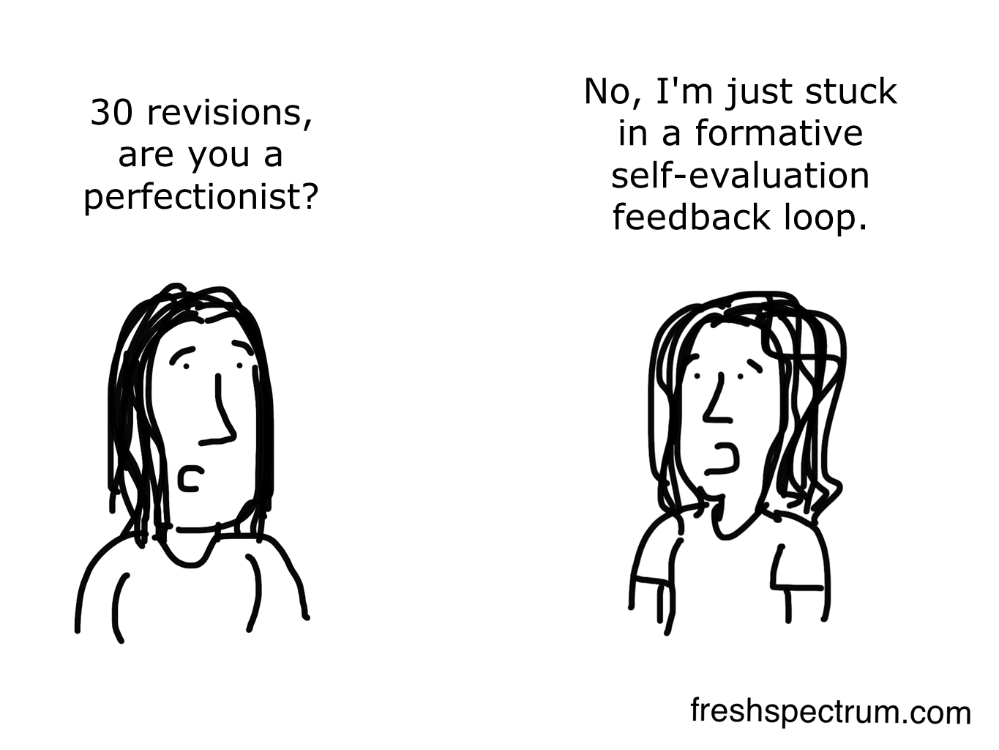 30 revisions,
are you a
perfectionist?
No, I'm just stuck
in a formative
self-evaluation
feedback loop.
freshspectrum.com